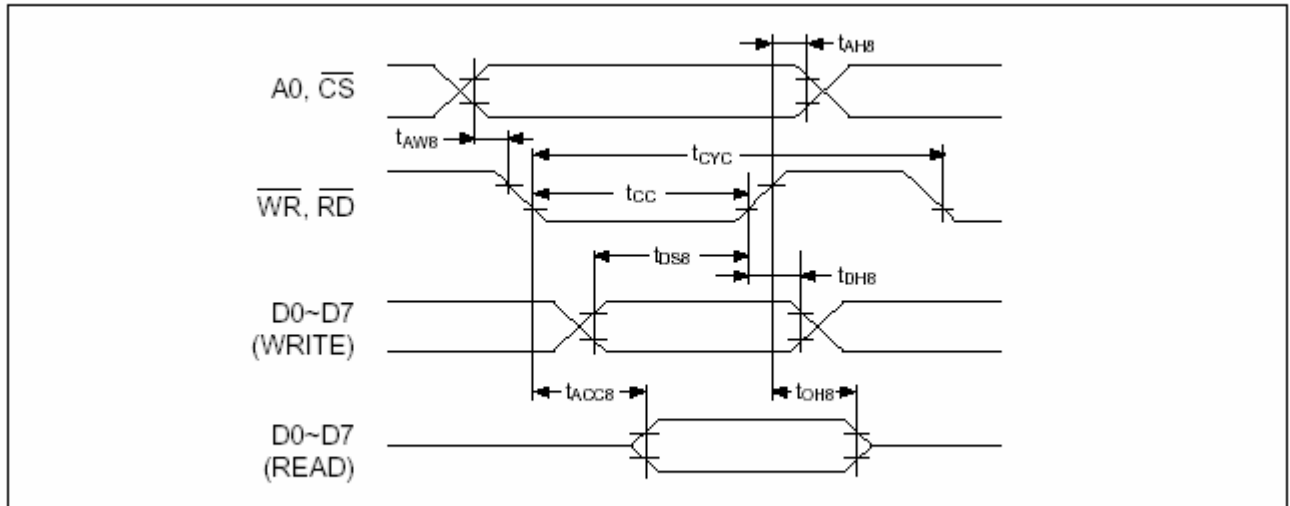 tAH8
A0, CS
tAW8
tCYC
WR, RD
tCC
tDS8
tDH8
D0~D7
(WRITE)
tACC8
tOH8
D0~D7
(READ)